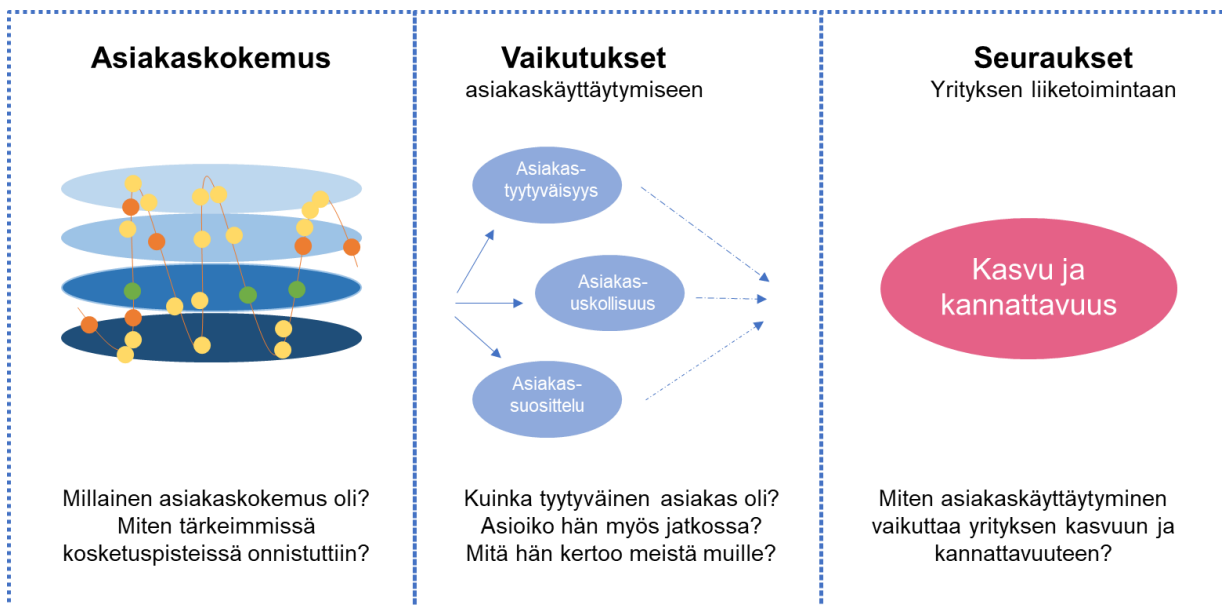 Asiakaskokemus
Millainen asiakaskokemus oli?
Miten tärkeimmissä
kosketuspisteissä onnistuttiin?
Vaikutukset
asiakaskäyttäytymiseen
Asiakas-
tyytyväisyys
Asiakas-
uskollisuus
Asiakas-
suosittelu
Kuinka tyytyväinen asiakas oli?
Asioiko hän myös jatkossa?
Mitä hän kertoo meistä muille?
Seuraukset
Yrityksen liiketoimintaan
Kasvu ja
kannattavuus
Miten asiakaskäyttäytyminen
vaikuttaa yrityksen kasvuun ja
kannattavuuteen?